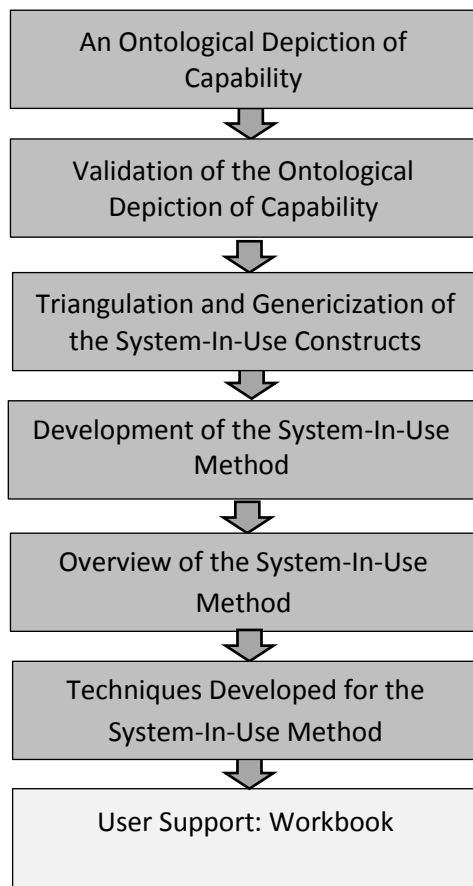 An Ontological Depiction of
Capability
Validation of the Ontological
Depiction of Capability
Triangulation and Genericization of
the System-In-Use Constructs
Development of the System-In-Use
Method
Overview of the System-In-Use
Method
Techniques Developed for the
System-In-Use Method
User Support: Workbook